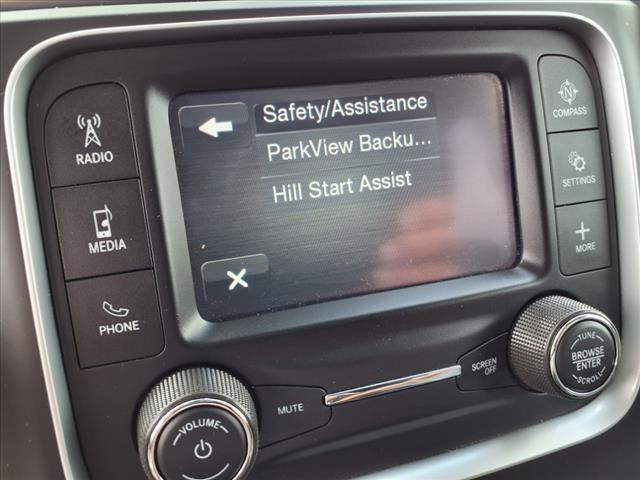 Safety/Assistance
ParkView Backu...
Hill Start Assist
RADIO
MEDIA
PHONE
N
COMPASS
SETTINGS
MORE
VOLUME
MUTE
SCREEN
OFF
TUNE
BROWSE
ENTER
SCROLL